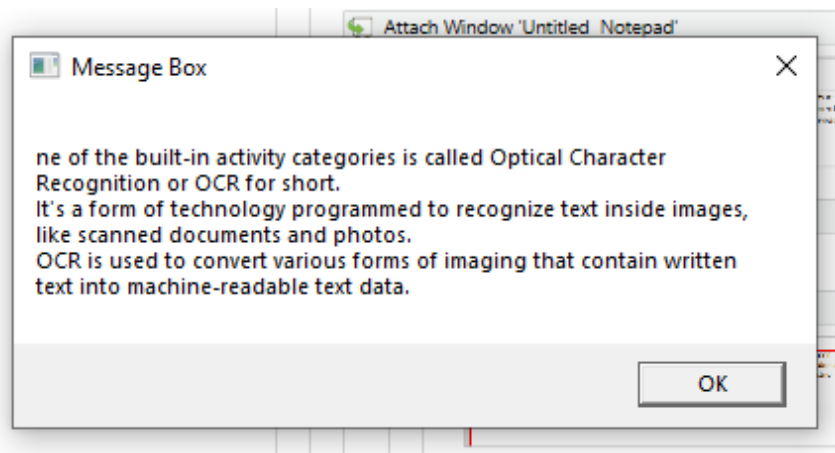 Attach Window 'Untitled  Notepad'
Message Box
ne of the built-in activity categories is called Optical Character
Recognition or OCR for short.
It's a form of technology programmed to recognize text inside images,
like scanned documents and photos.
OCR is used to convert various forms of imaging that contain written
text into machine-readable text data.
OK